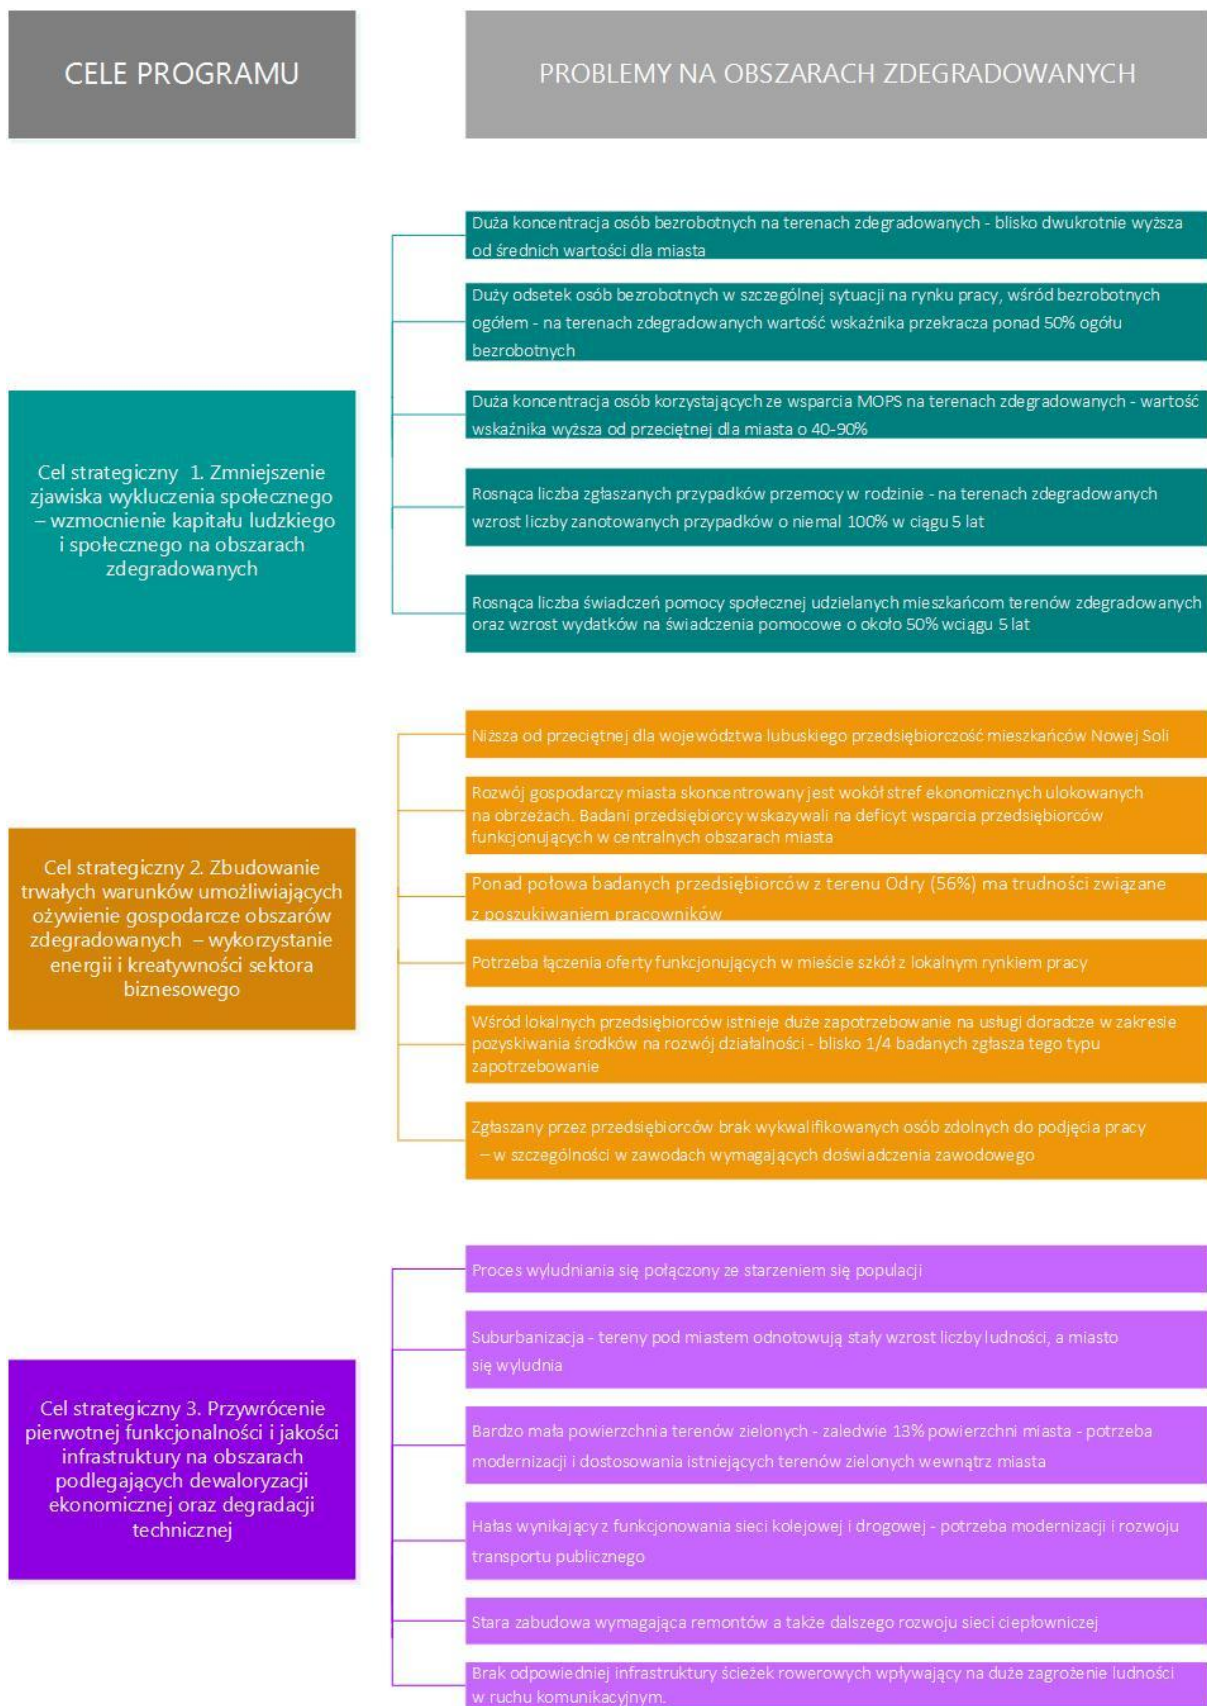 CELE PROGRAMU
PROBLEMY NA OBSZARACH ZDEGRADOWANYCH
Cel strategiczny 1. Zmniejszenie
zjawiska wykluczenia społecznego
– wzmocnienie kapitału ludzkiego
i społecznego na obszarach
zdegradowanych
Duża koncentracja osób bezrobotnych na terenach zdegradowanych - blisko dwukrotnie wyższa
od średnich wartości dla miasta
Duży odsetek osób bezrobotnych w szczególnej sytuacji na rynku pracy, wśród bezrobotnych
ogółem - na terenach zdegradowanych wartość wskaźnika przekracza ponad 50% ogółu
bezrobotnych
Duża koncentracja osób korzystających ze wsparcia MOPS na terenach zdegradowanych - wartość
wskaźnika wyższa od przeciętnej dla miasta o 40-90%
Rosnąca liczba zgłaszanych przypadków przemocy w rodzinie - na terenach zdegradowanych
wzrost liczby zanotowanych przypadków o niemal 100% w ciągu 5 lat
Rosnąca liczba świadczeń pomocy społecznej udzielanych mieszkańcom terenów zdegradowanych
oraz wzrost wydatków na świadczenia pomocowe o około 50% wciągu 5 lat
Cel strategiczny 2. Zbudowanie
trwałych warunków umożliwiających
ożywienie gospodarcze obszarów
zdegradowanych – wykorzystanie
energii i kreatywności sektora
biznesowego
Niższa od przeciętnej dla województwa lubuskiego przedsiębiorczość mieszkańców Nowej Soli
Rozwój gospodarczy miasta skoncentrowany jest wokół stref ekonomicznych ulokowanych
na obrzeżach. Badani przedsiębiorcy wskazywali na deficyt wsparcia przedsiębiorców
funkcjonujących w centralnych obszarach miasta
Ponad połowa badanych przedsiębiorców z terenu Odry (56%) ma trudności związane
z poszukiwaniem pracowników
Potrzeba łączenia oferty funkcjonujących w mieście szkół z lokalnym rynkiem pracy
Wśród lokalnych przedsiębiorców istnieje duże zapotrzebowanie na usługi doradcze w zakresie
pozyskiwania środków na rozwój działalności - blisko 1/4 badanych zgłasza tego typu
zapotrzebowanie
Zgłaszany przez przedsiębiorców brak wykwalifikowanych osób zdolnych do podjęcia pracy
– w szczególności w zawodach wymagających doświadczenia zawodowego
Cel strategiczny 3. Przywrócenie
pierwotnej funkcjonalności i jakości
infrastruktury na obszarach
podlegających dewaloryzacji
ekonomicznej oraz degradacji
technicznej
Proces wyludniania się połączony ze starzeniem się populacji
Suburbanizacja - tereny pod miastem odnotowują stały wzrost liczby ludności, a miasto
się wyludnia
Bardzo mała powierzchnia terenów zielonych - zaledwie 13% powierzchni miasta - potrzeba
modernizacji i dostosowania istniejących terenów zielonych wewnątrz miasta
Hałas wynikający z funkcjonowania sieci kolejowej i drogowej - potrzeba modernizacji i rozwoju
transportu publicznego
Stara zabudowa wymagająca remontów a także dalszego rozwoju sieci ciepłowniczej
Brak odpowiedniej infrastruktury ścieżek rowerowych wpływający na duże zagrożenie ludności
w ruchu komunikacyjnym.